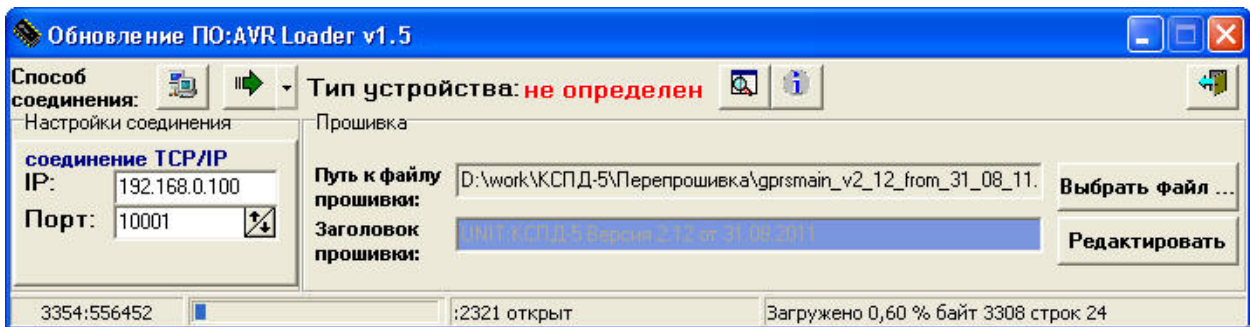 Обновление ПО:AVR Loader v1.5
Способ соединения:
Тип устройства: не определен
Настройки соединения
Прошивка
соединение TCP/IP
IP: 192.168.0.100
Порт: 10001
Путь к файлу прошивки:
D:\work\КСПД-5\Перепрошивка\gprsmain_v2_12_from_31_08_11.
Выбрать файл ...
Заголовок прошивки:
UNIT:КСПД-5 Версия 2.12 от 31.08.2011
Редактировать
3354:556452
:2321 открыт
Загружено 0,60 % байт 3308 строк 24